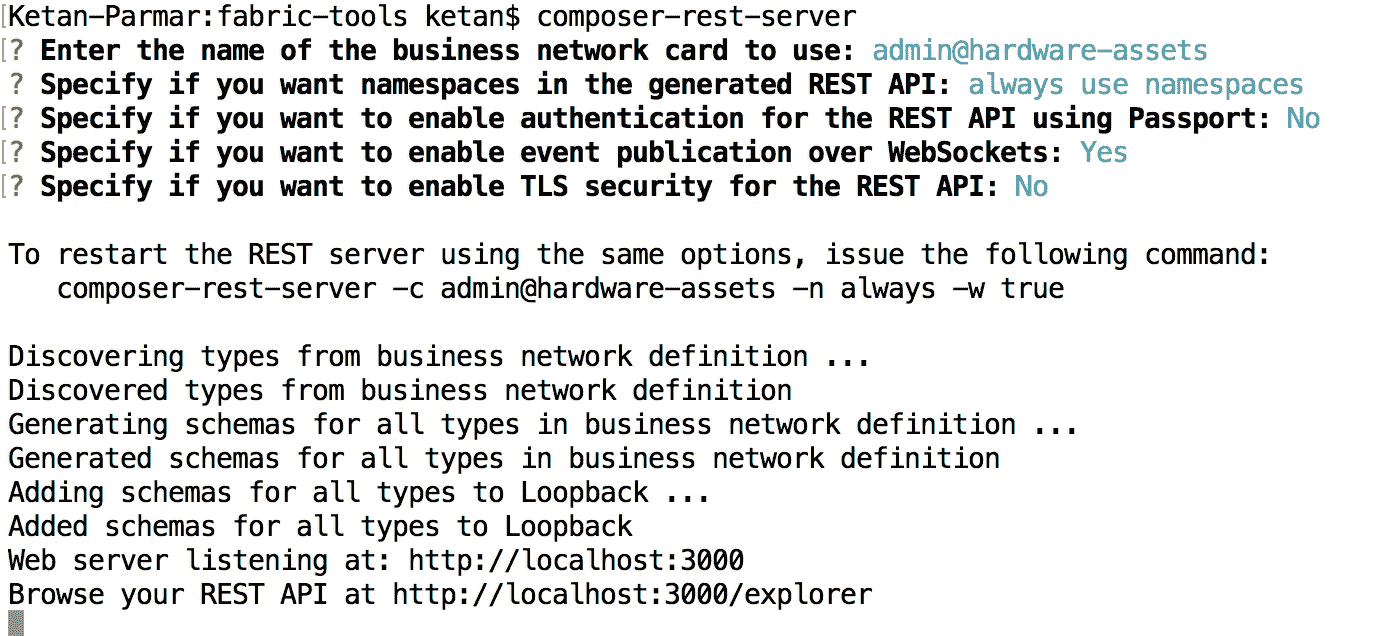 [Ketan-Parmar:fabric-tools ketan$ composer-rest-server
[? Enter the name of the business network card to use: admin@hardware-assets
? Specify if you want namespaces in the generated REST API: always use namespaces
[? Specify if you want to enable authentication for the REST API using Passport: No
[? Specify if you want to enable event publication over WebSockets: Yes
[? Specify if you want to enable TLS security for the REST API: No
To restart the REST server using the same options, issue the following command:
composer-rest-server -c admin@hardware-assets -n always -w true
Discovering types from business network definition ...
Discovered types from business network definition
Generating schemas for all types in business network definition ...
Generated schemas for all types in business network definition
Adding schemas for all types to Loopback ...
Added schemas for all types to Loopback
Web server listening at: http://localhost:3000
Browse your REST API at http://localhost:3000/explorer